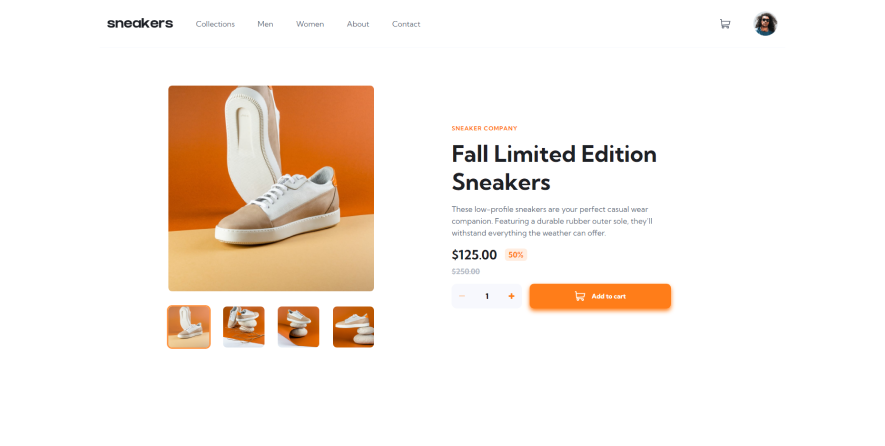 sneakers Collections Men Women About Contact
SNEAKER COMPANY
Fall Limited Edition
Sneakers
These low-profile sneakers are your perfect casual wear
companion. Featuring a durable rubber outer sole, they'll
withstand everything the weather can offer.
$125.00 50%
$250.00
− 1 + Add to cart